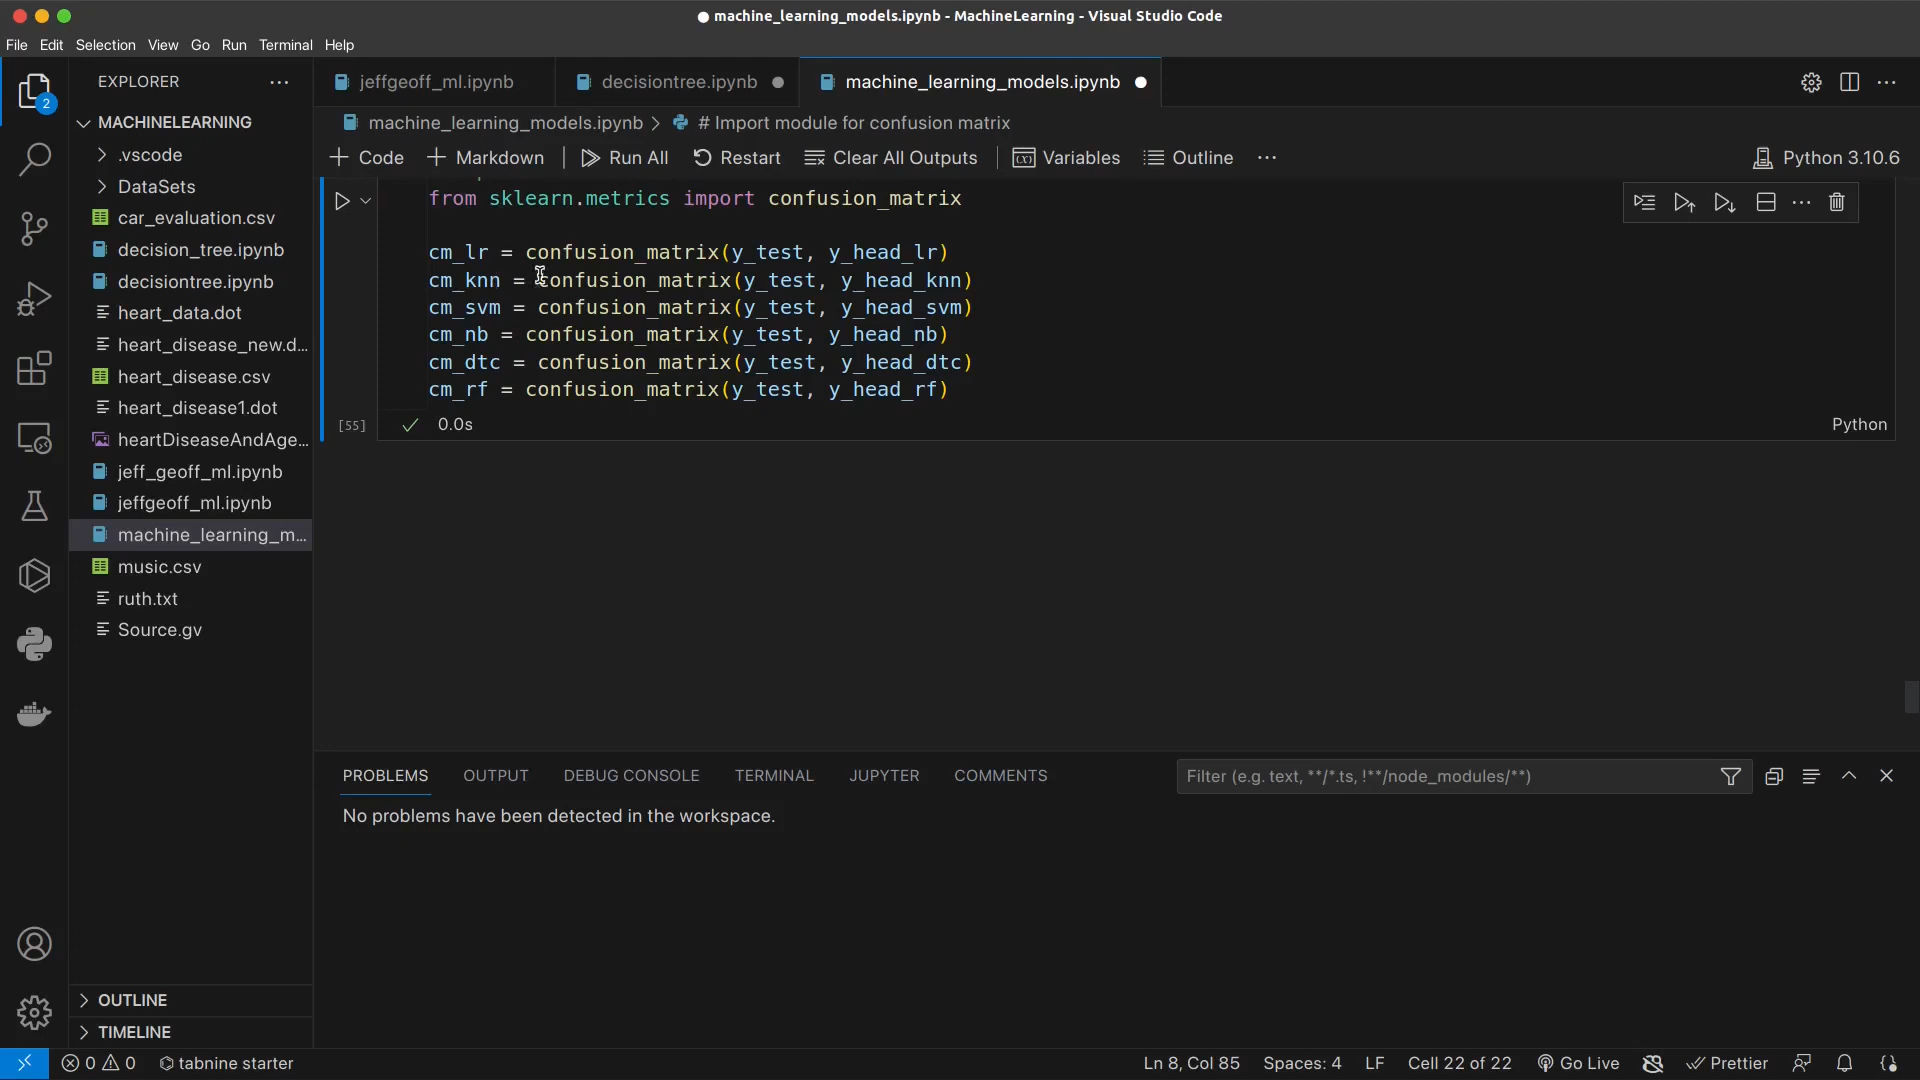 machine_learning_models.ipynb - MachineLearning - Visual Studio Code
File Edit Selection View Go Run Terminal Help
2
EXPLORER
MACHINELEARNING
.vscode
DataSets
car_evaluation.csv
decision_tree.ipynb
decisiontree.ipynb
heart_data.dot
heart_disease_new.d...
heart_disease.csv
heart_disease1.dot
heartDiseaseAndAge...
jeff_geoff_ml.ipynb
jeffgeoff_ml.ipynb
machine_learning_m...
music.csv
ruth.txt
Source.gv
OUTLINE
TIMELINE
jeffgeoff_ml.ipynb decisiontree.ipynb machine_learning_models.ipynb
machine_learning_models.ipynb > # Import module for confusion matrix
Code Markdown Run All Restart Clear All Outputs Variables Outline Python 3.10.6
from sklearn.metrics import confusion_matrix
cm_lr = confusion_matrix(y_test, y_head_lr)
cm_knn = confusion_matrix(y_test, y_head_knn)
cm_svm = confusion_matrix(y_test, y_head_svm)
cm_nb = confusion_matrix(y_test, y_head_nb)
cm_dtc = confusion_matrix(y_test, y_head_dtc)
cm_rf = confusion_matrix(y_test, y_head_rf)
[55] 0.0s Python
PROBLEMS OUTPUT DEBUG CONSOLE TERMINAL JUPYTER COMMENTS Filter (e.g. text, **/*.ts, !**/node_modules/**)
No problems have been detected in the workspace.
0 0 tabnine starter Ln 8, Col 85 Spaces: 4 LF Cell 22 of 22 Go Live Prettier